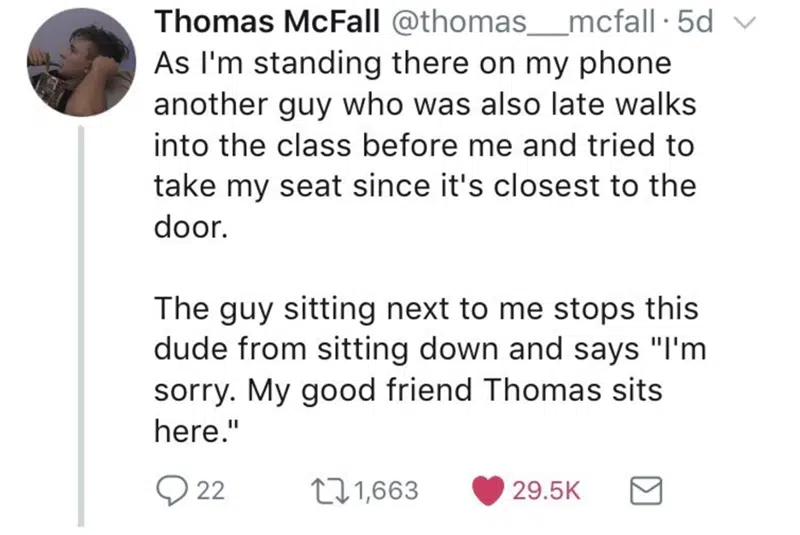 Thomas McFall @thomas__mcfall · 5d
As I'm standing there on my phone
another guy who was also late walks
into the class before me and tried to
take my seat since it's closest to the
door.
The guy sitting next to me stops this
dude from sitting down and says "I'm
sorry. My good friend Thomas sits
here."
22 1,663 29.5K